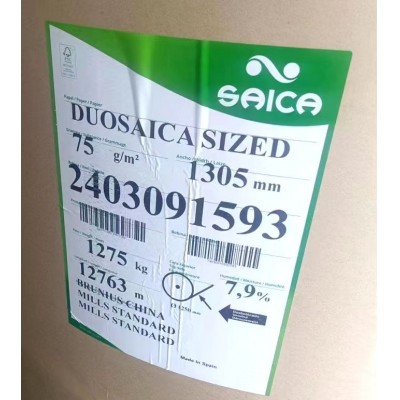 SAICA
DUOSAICA SIZED
75 g/m²
1305 mm
2403091593
1275 kg
12763 m
7,9%
BRUNIUS CHINA
MILLS STANDARD
MILLS STANDARD
Made in Spain